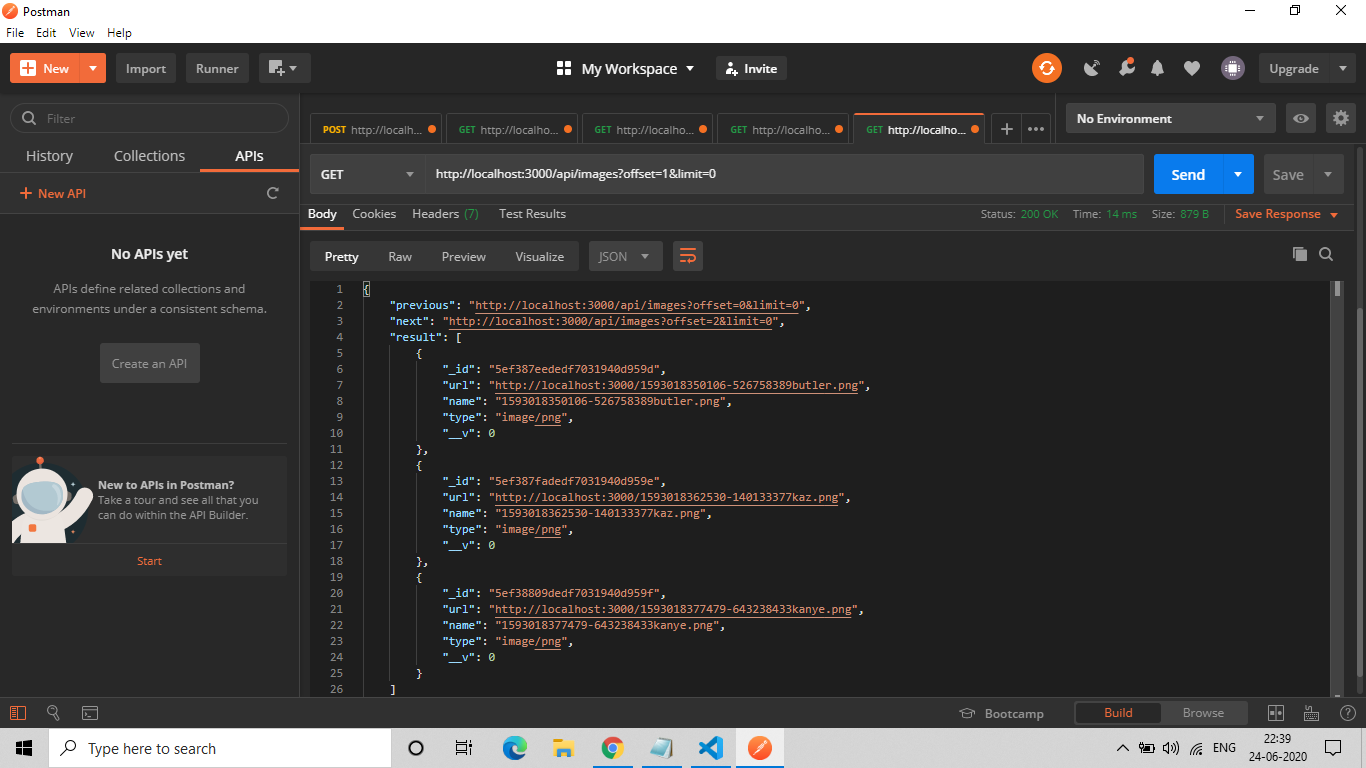 Postman
File Edit View Help
New Import Runner My Workspace Invite Upgrade
Filter
History Collections APIs
New API
No APIs yet
APIs define related collections and
environments under a consistent schema.
Create an API
New to APIs in Postman?
Take a tour and see all that you
can do within the API Builder.
Start
POST http://localh... GET http://localho... GET http://localho... GET http://localho... GET http://localho... No Environment
GET http://localhost:3000/api/images?offset=1&limit=0 Send Save
Body Cookies Headers (7) Test Results Status: 200 OK Time: 14 ms Size: 879 B Save Response
Pretty Raw Preview Visualize JSON
1 {
2 "previous": "http://localhost:3000/api/images?offset=0&limit=0",
3 "next": "http://localhost:3000/api/images?offset=2&limit=0",
4 "result": [
5 {
6 "_id": "5ef387eededf7031940d959d",
7 "url": "http://localhost:3000/1593018350106-526758389butler.png",
8 "name": "1593018350106-526758389butler.png",
9 "type": "image/png",
10 "__v": 0
11 },
12 {
13 "_id": "5ef387fadedf7031940d959e",
14 "url": "http://localhost:3000/1593018362530-140133377kaz.png",
15 "name": "1593018362530-140133377kaz.png",
16 "type": "image/png",
17 "__v": 0
18 },
19 {
20 "_id": "5ef38809dedf7031940d959f",
21 "url": "http://localhost:3000/1593018377479-643238433kanye.png",
22 "name": "1593018377479-643238433kanye.png",
23 "type": "image/png",
24 "__v": 0
25 }
26 ]
Bootcamp Build Browse
Type here to search
ENG
22:39
24-06-2020